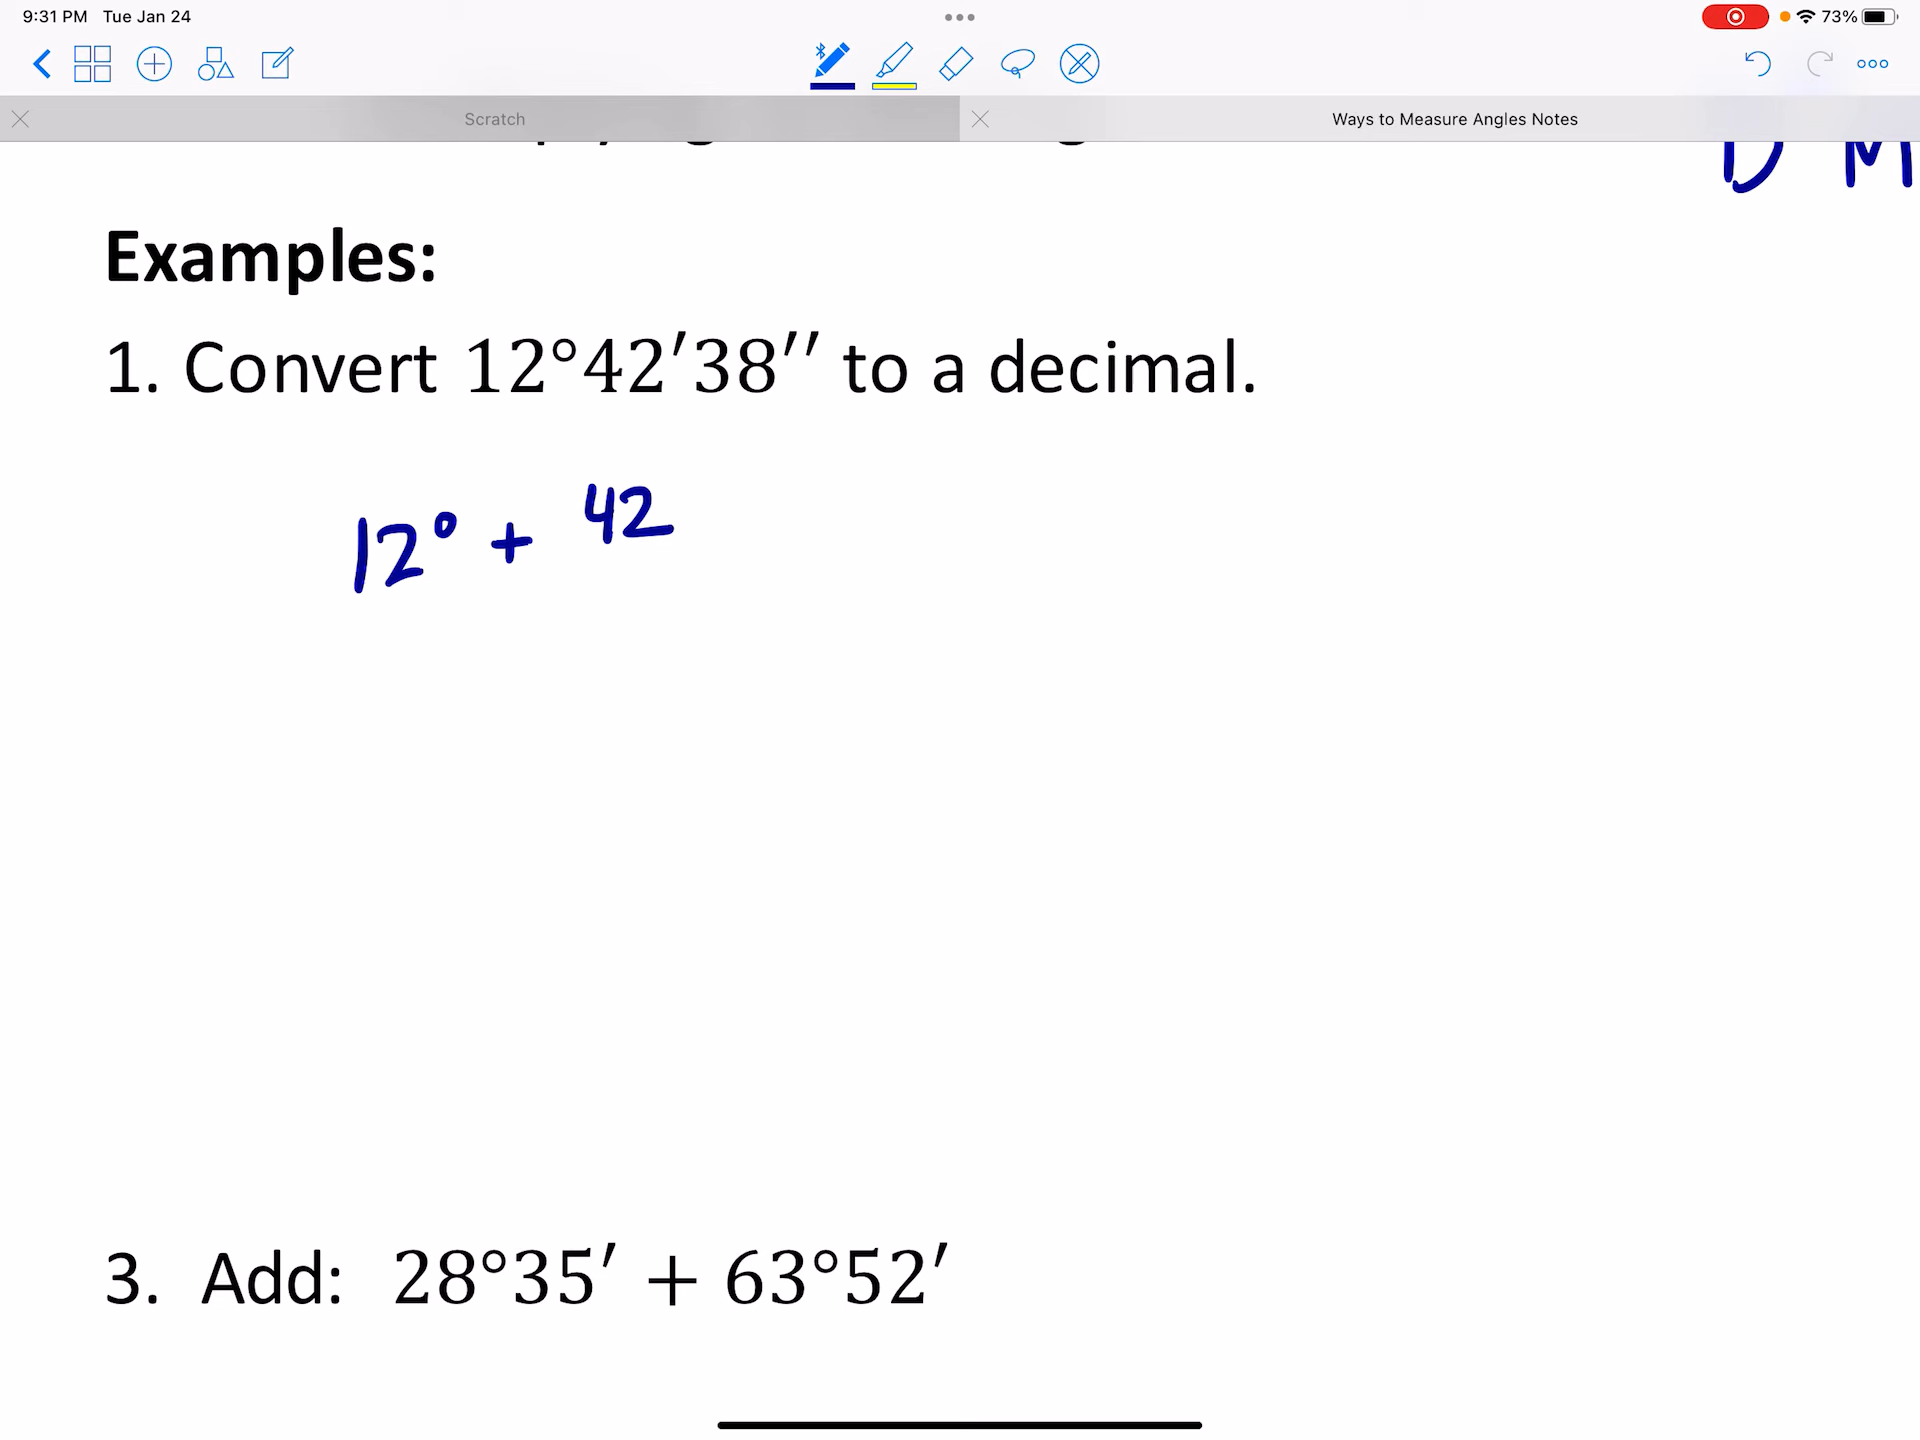 9:31 PM Tue Jan 24 73%
Scratch Ways to Measure Angles Notes
D M
Examples:
1. Convert 12°42′38′′ to a decimal.
12° + 42
3. Add: 28°35′ + 63°52′